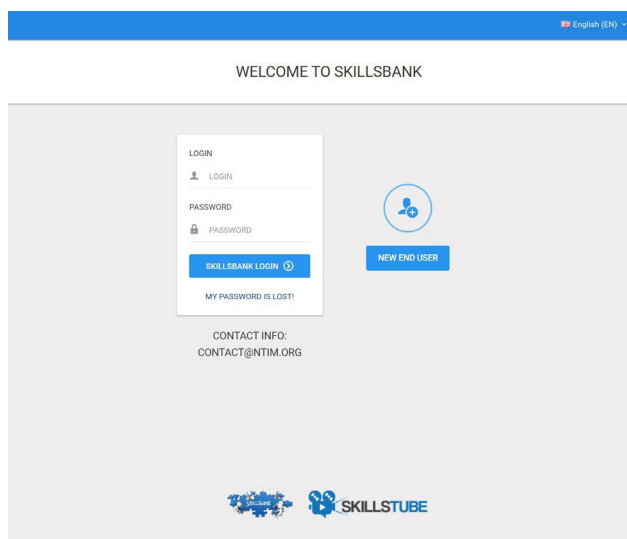 English (EN)
WELCOME TO SKILLSBANK
LOGIN
LOGIN
PASSWORD
PASSWORD
SKILLSBANK LOGIN
MY PASSWORD IS LOST!
NEW END USER
CONTACT INFO:
CONTACT@NTIM.ORG
SKILLSBANK
SKILLSTUBE